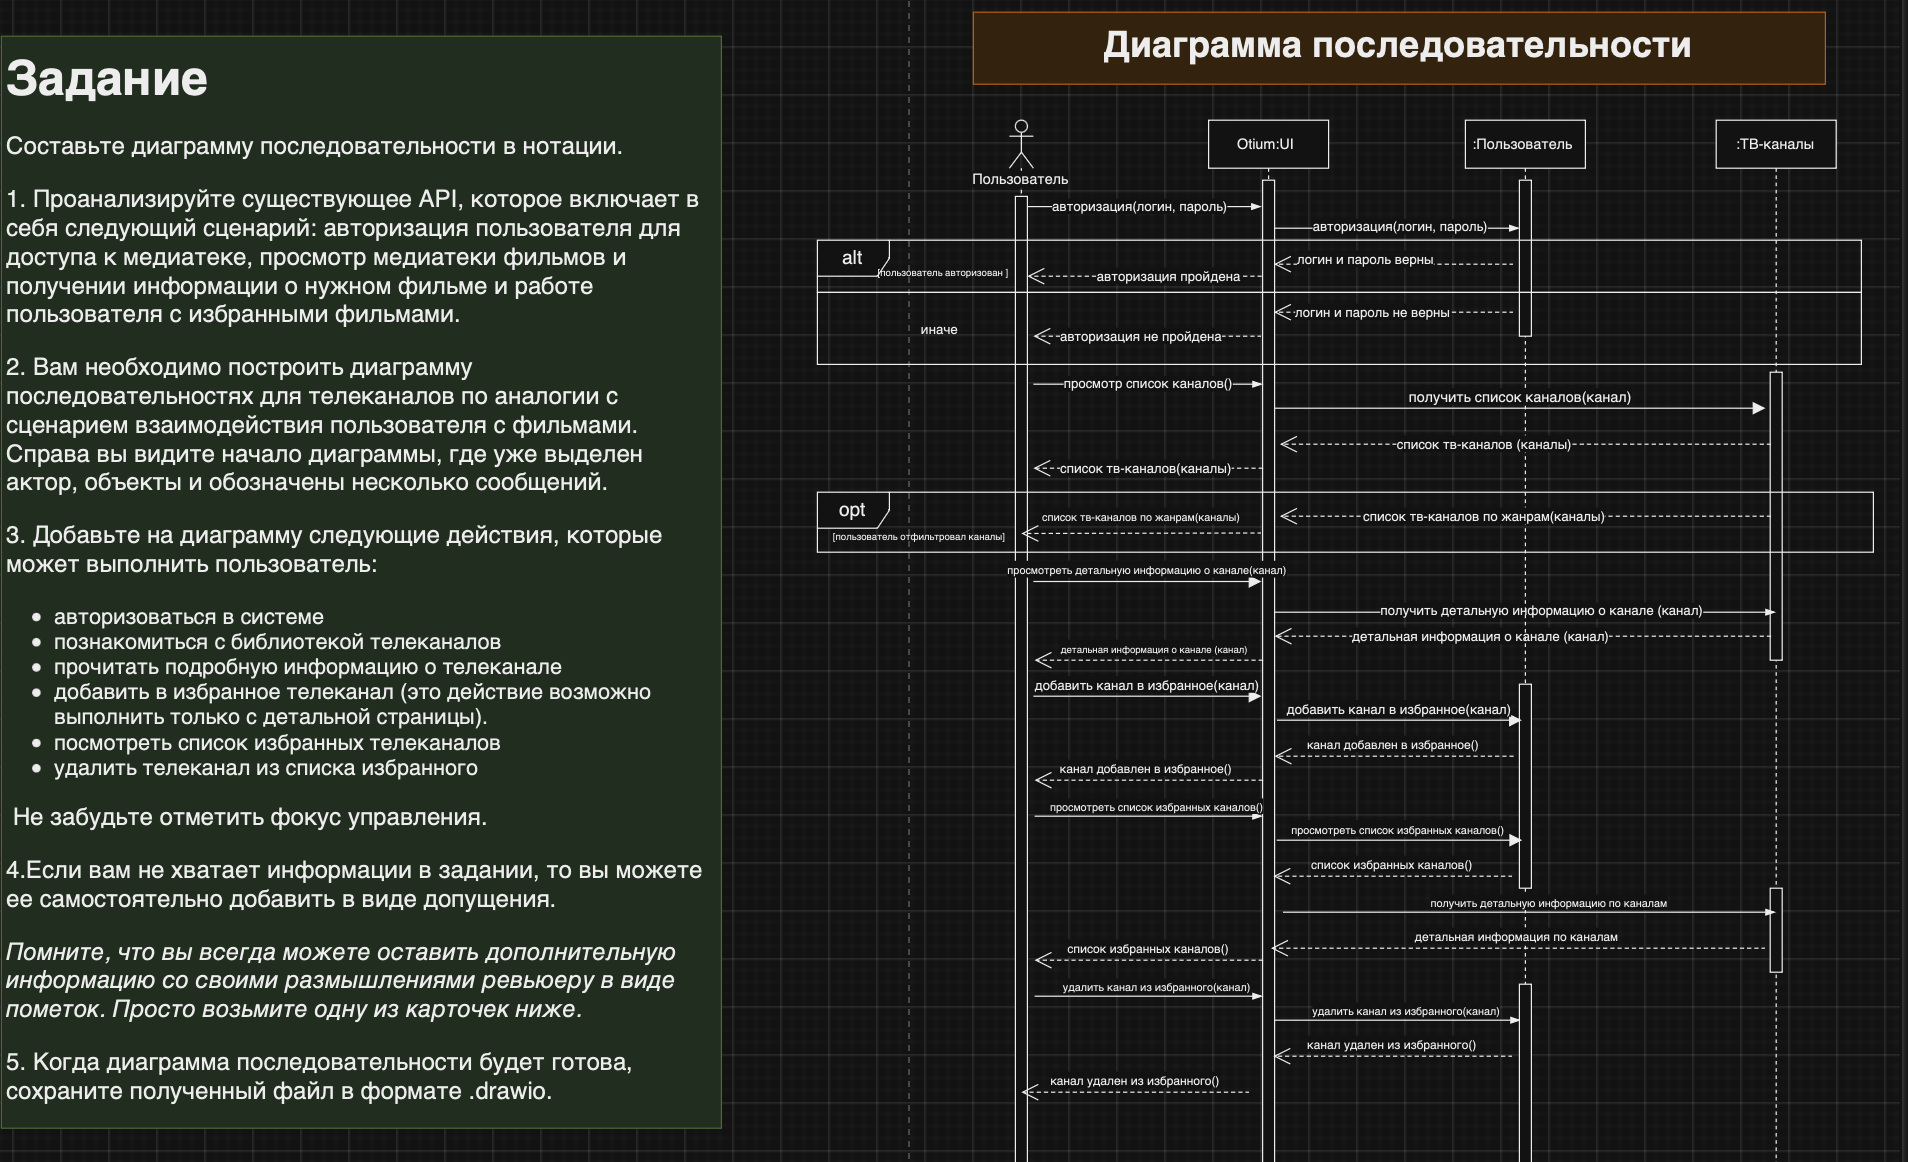 Задание
Составьте диаграмму последовательности в нотации.
1. Проанализируйте существующее API, которое включает в
себя следующий сценарий: авторизация пользователя для
доступа к медиатеке, просмотр медиатеки фильмов и
получении информации о нужном фильме и работе
пользователя с избранными фильмами.
2. Вам необходимо построить диаграмму
последовательностях для телеканалов по аналогии с
сценарием взаимодействия пользователя с фильмами.
Справа вы видите начало диаграммы, где уже выделен
актор, объекты и обозначены несколько сообщений.
3. Добавьте на диаграмму следующие действия, которые
может выполнить пользователь:
авторизоваться в системе
познакомиться с библиотекой телеканалов
прочитать подробную информацию о телеканале
добавить в избранное телеканал (это действие возможно
выполнить только с детальной страницы).
посмотреть список избранных телеканалов
удалить телеканал из списка избранного
Не забудьте отметить фокус управления.
4.Если вам не хватает информации в задании, то вы можете
ее самостоятельно добавить в виде допущения.
Помните, что вы всегда можете оставить дополнительную
информацию со своими размышлениями ревьюеру в виде
пометок. Просто возьмите одну из карточек ниже.
5. Когда диаграмма последовательности будет готова,
сохраните полученный файл в формате .drawio.
Диаграмма последовательности
Пользователь
Otium:UI
:Пользователь
:ТВ-каналы
авторизация(логин, пароль)
авторизация(логин, пароль)
alt
[пользователь авторизован ]
логин и пароль верны
авторизация пройдена
логин и пароль не верны
иначе
авторизация не пройдена
просмотр список каналов()
получить список каналов(канал)
список тв-каналов (каналы)
список тв-каналов(каналы)
opt
[пользователь отфильтровал каналы]
список тв-каналов по жанрам(каналы)
список тв-каналов по жанрам(каналы)
просмотреть детальную информацию о канале(канал)
получить детальную информацию о канале (канал)
детальная информация о канале (канал)
детальная информация о канале (канал)
добавить канал в избранное(канал)
добавить канал в избранное(канал)
канал добавлен в избранное()
канал добавлен в избранное()
просмотреть список избранных каналов()
просмотреть список избранных каналов()
список избранных каналов()
получить детальную информацию по каналам
детальная информация по каналам
список избранных каналов()
удалить канал из избранного(канал)
удалить канал из избранного(канал)
канал удален из избранного()
канал удален из избранного()